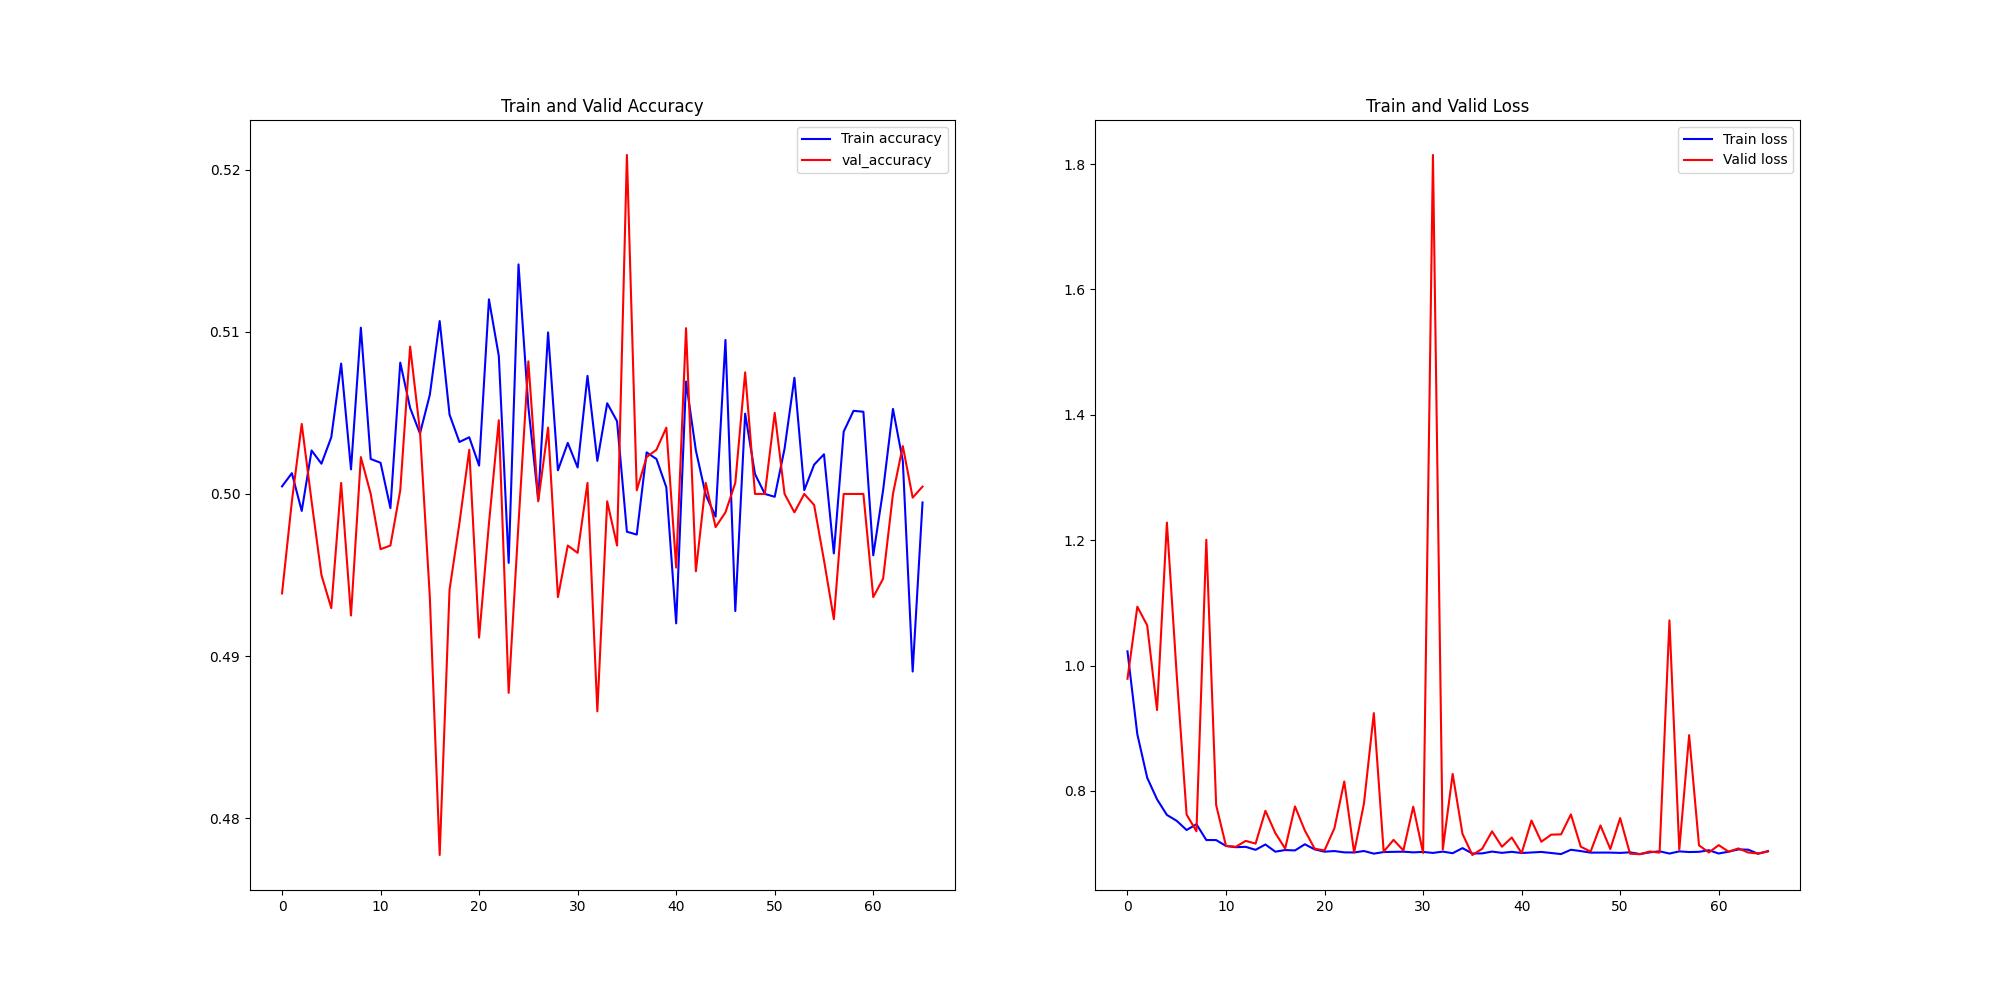 Train and Valid Accuracy
Train accuracy
val_accuracy
0.52
0.51
0.50
0.49
0.48
0 10 20 30 40 50 60
Train and Valid Loss
Train loss
Valid loss
1.8
1.6
1.4
1.2
1.0
0.8
0 10 20 30 40 50 60